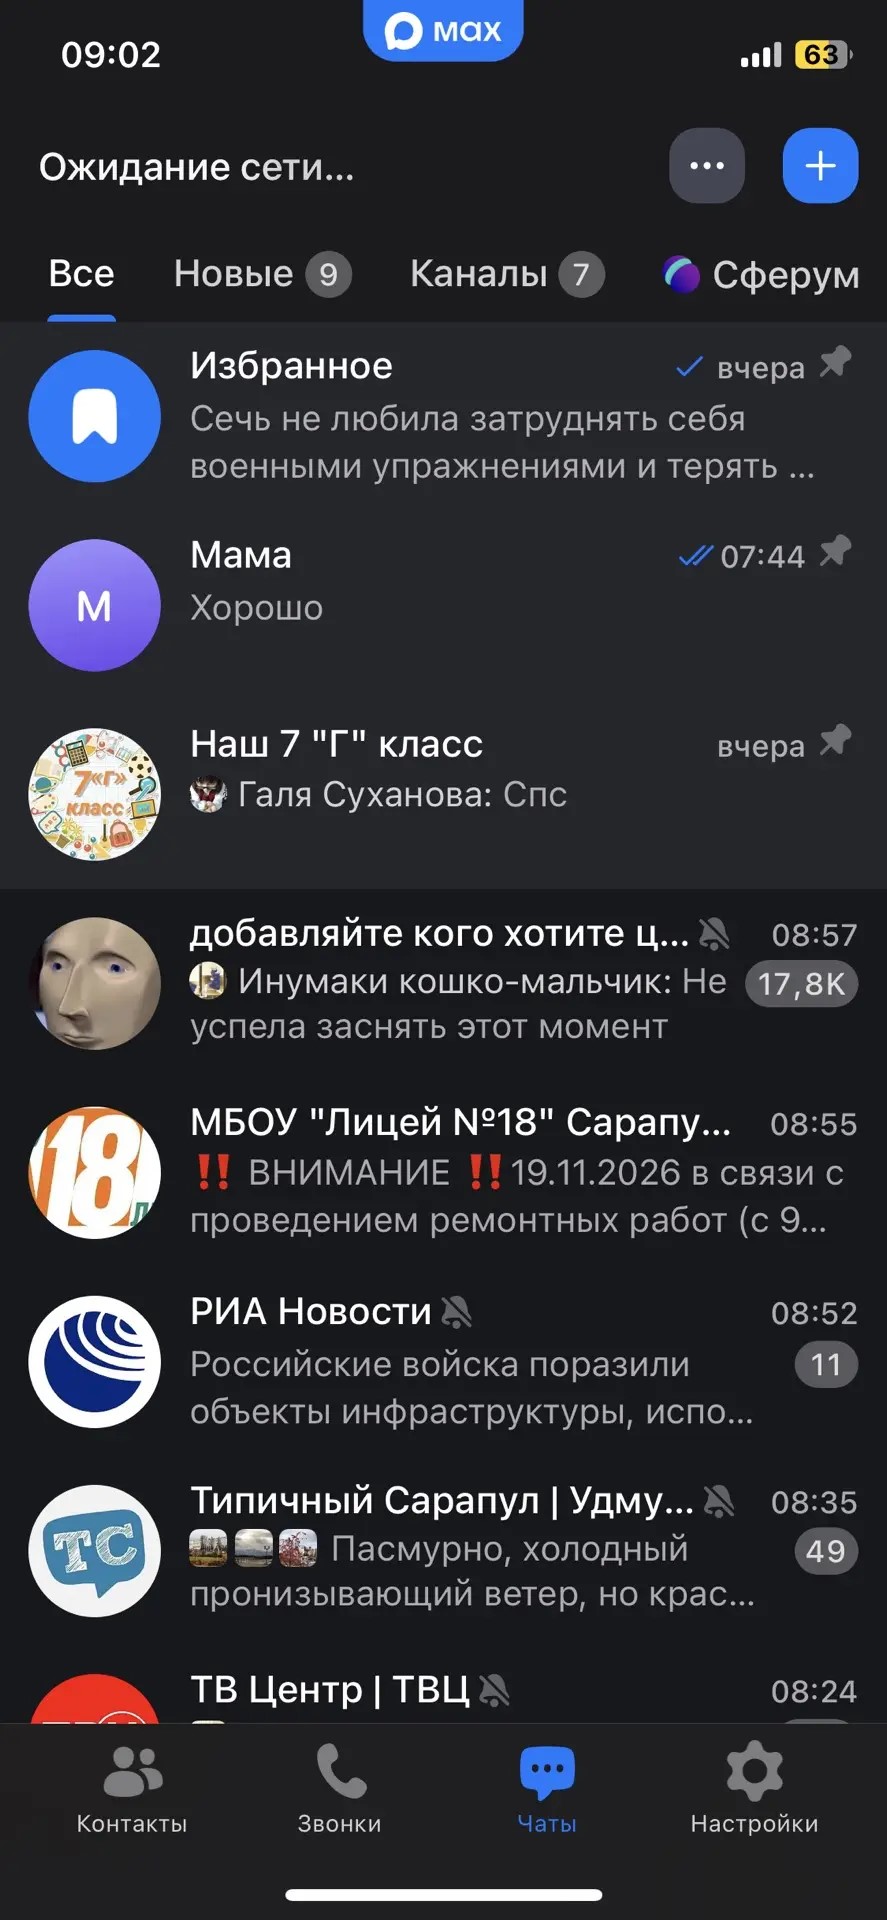 max
09:02
63
Ожидание сети...
Все
Новые 9
Каналы 7
Сферум
Избранное
вчера
Сечь не любила затруднять себя
военными упражнениями и терять ...
М
Мама
07:44
Хорошо
7«Г»
класс
Наш 7 "Г" класс
вчера
Галя Суханова: Спс
добавляйте кого хотите ц...
08:57
Инумаки кошко-мальчик: Не
17,8K
успела заснять этот момент
18
Л
МБОУ "Лицей №18" Сарапу...
08:55
‼️ ВНИМАНИЕ ‼️19.11.2026 в связи с
проведением ремонтных работ (с 9...
РИА Новости
08:52
Российские войска поразили
11
объекты инфраструктуры, испо...
ТС
Типичный Сарапул | Удму...
08:35
Пасмурно, холодный
49
пронизывающий ветер, но крас...
ТВ Центр | ТВЦ
08:24
Контакты
Звонки
Чаты
Настройки